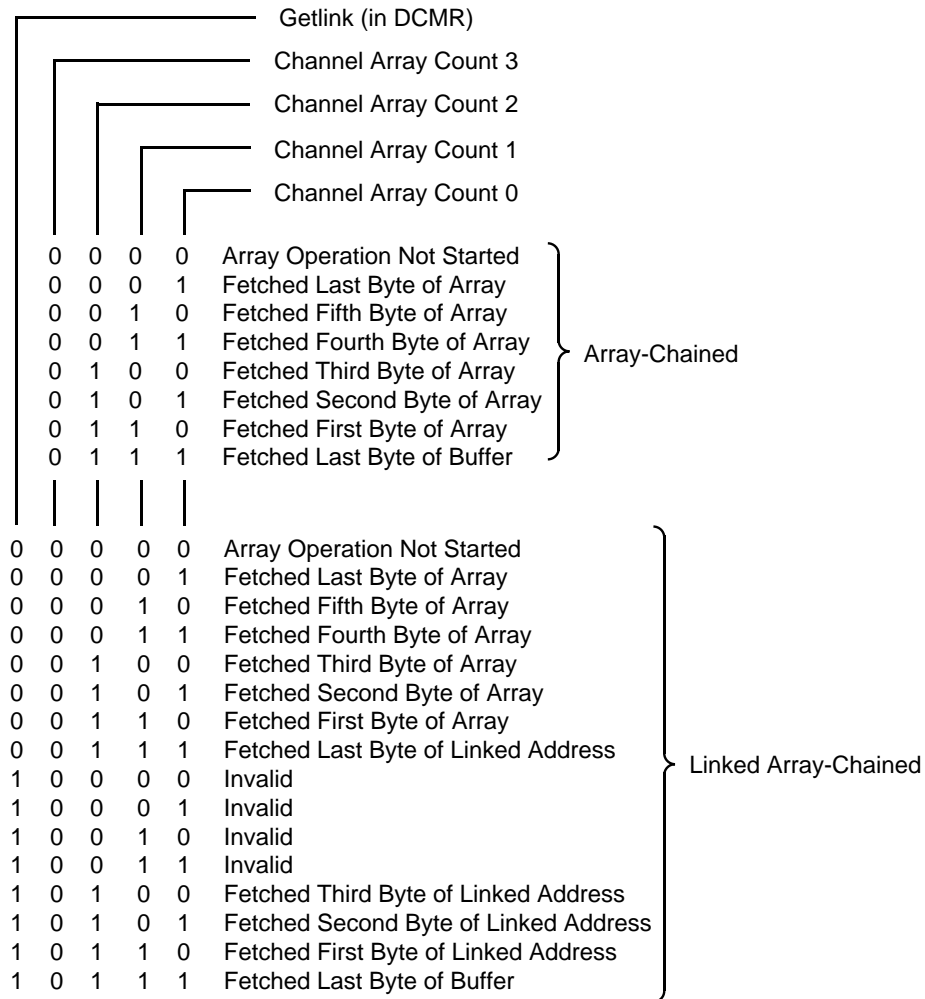 Getlink (in DCMR)
Channel Array Count 3
Channel Array Count 2
Channel Array Count 1
Channel Array Count 0
0 0 0 0 Array Operation Not Started
0 0 0 1 Fetched Last Byte of Array
0 0 1 0 Fetched Fifth Byte of Array
0 0 1 1 Fetched Fourth Byte of Array
0 1 0 0 Fetched Third Byte of Array
0 1 0 1 Fetched Second Byte of Array
0 1 1 0 Fetched First Byte of Array
0 1 1 1 Fetched Last Byte of Buffer
Array-Chained
0 0 0 0 0 Array Operation Not Started
0 0 0 0 1 Fetched Last Byte of Array
0 0 0 1 0 Fetched Fifth Byte of Array
0 0 0 1 1 Fetched Fourth Byte of Array
0 0 1 0 0 Fetched Third Byte of Array
0 0 1 0 1 Fetched Second Byte of Array
0 0 1 1 0 Fetched First Byte of Array
0 0 1 1 1 Fetched Last Byte of Linked Address
1 0 0 0 0 Invalid
1 0 0 0 1 Invalid
1 0 0 1 0 Invalid
1 0 0 1 1 Invalid
1 0 1 0 0 Fetched Third Byte of Linked Address
1 0 1 0 1 Fetched Second Byte of Linked Address
1 0 1 1 0 Fetched First Byte of Linked Address
1 0 1 1 1 Fetched Last Byte of Buffer
Linked Array-Chained